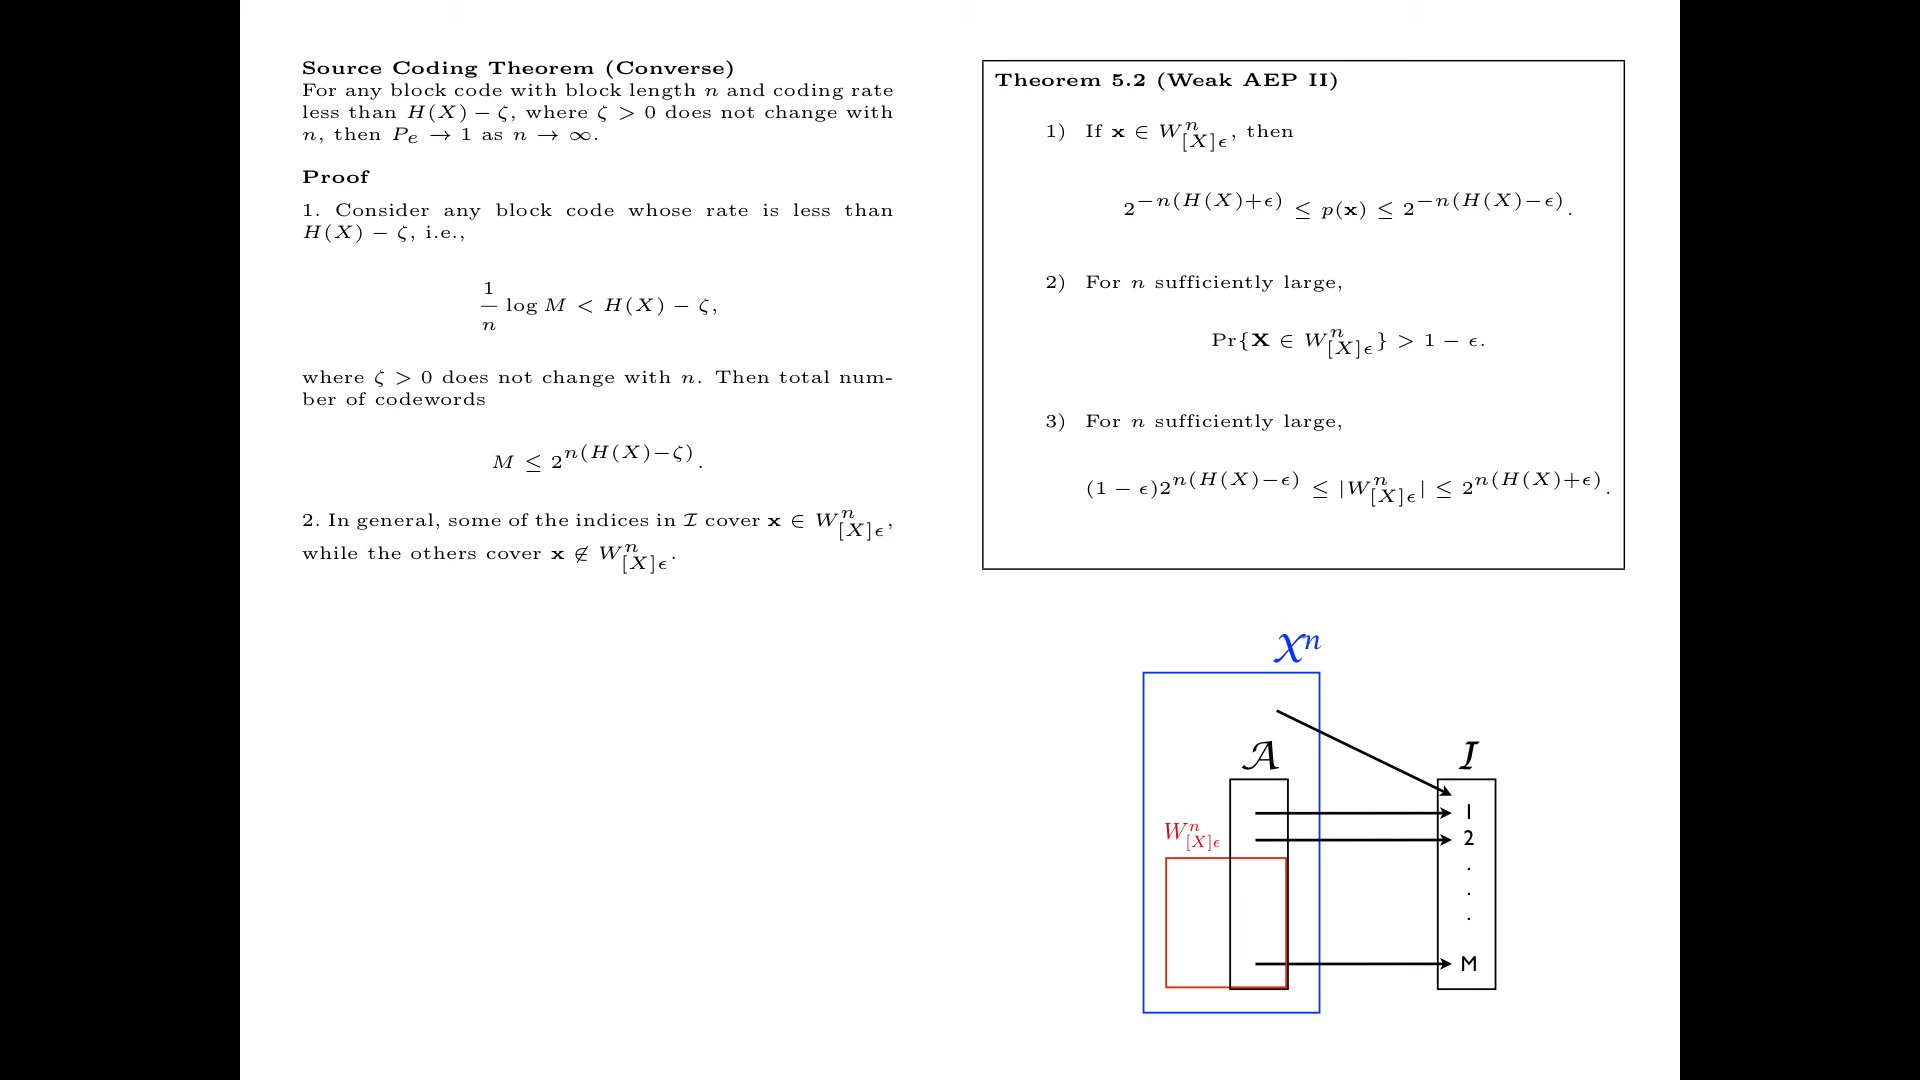 Source Coding Theorem (Converse)
For any block code with block length n and coding rate
less than H(X) − ζ, where ζ > 0 does not change with
n, then Pₑ → 1 as n → ∞.
Proof
1. Consider any block code whose rate is less than
H(X) − ζ, i.e.,
1/n log M < H(X) − ζ,
where ζ > 0 does not change with n. Then total num-
ber of codewords
M ≤ 2^{n(H(X)−ζ)}.
2. In general, some of the indices in ℐ cover x ∈ W^n_{[X]ϵ},
while the others cover x ∉ W^n_{[X]ϵ}.
Theorem 5.2 (Weak AEP II)
1) If x ∈ W^n_{[X]ϵ}, then
2^{−n(H(X)+ϵ)} ≤ p(x) ≤ 2^{−n(H(X)−ϵ)}.
2) For n sufficiently large,
Pr{X ∈ W^n_{[X]ϵ}} > 1 − ϵ.
3) For n sufficiently large,
(1 − ϵ)2^{n(H(X)−ϵ)} ≤ |W^n_{[X]ϵ}| ≤ 2^{n(H(X)+ϵ)}.
𝒳^n
𝒜
ℐ
W^n_{[X]ϵ}
1
2
.
.
.
M